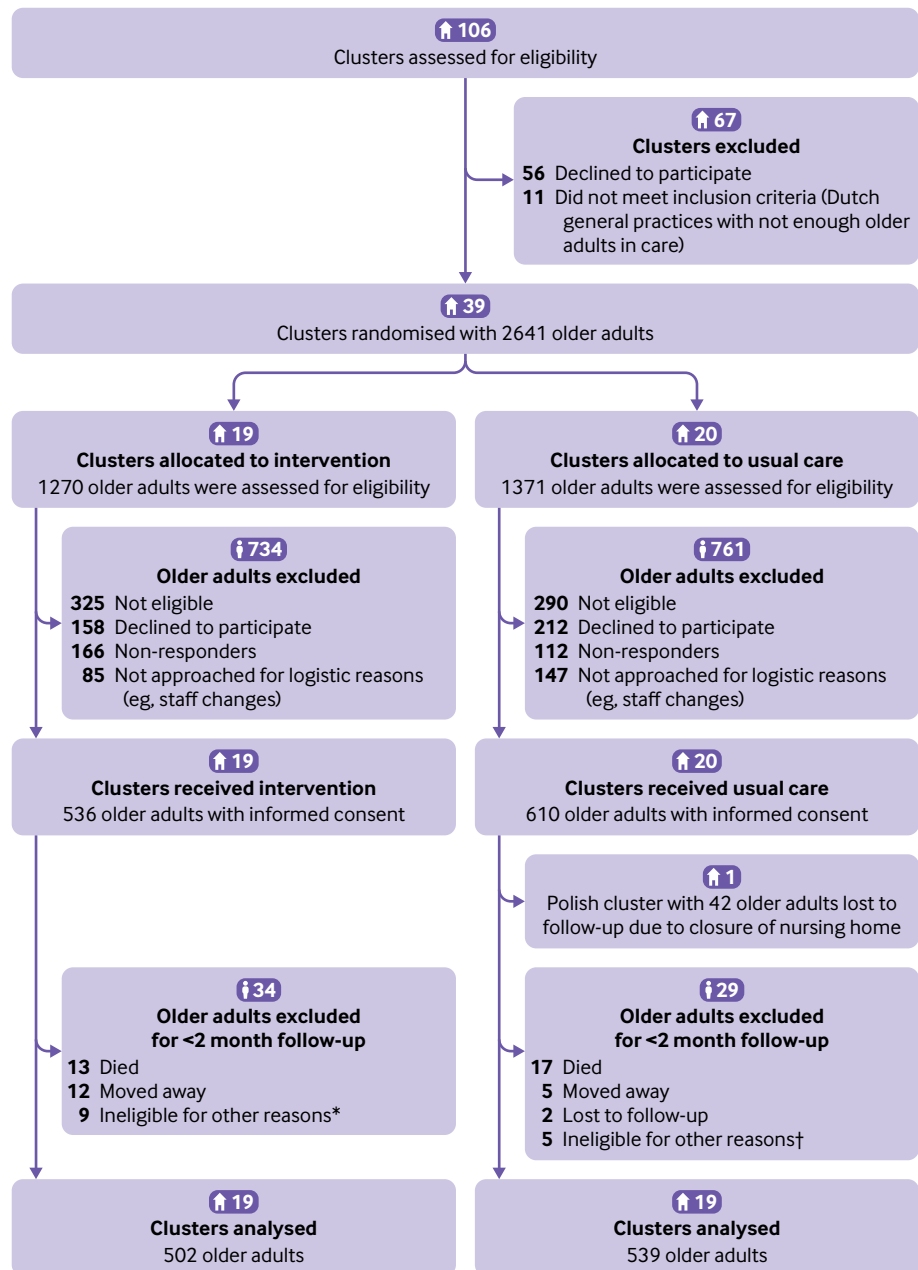 106
Clusters assessed for eligibility
67
Clusters excluded
56 Declined to participate
11 Did not meet inclusion criteria (Dutch
general practices with not enough older
adults in care)
39
Clusters randomised with 2641 older adults
19
Clusters allocated to intervention
1270 older adults were assessed for eligibility
20
Clusters allocated to usual care
1371 older adults were assessed for eligibility
734
Older adults excluded
325 Not eligible
158 Declined to participate
166 Non-responders
85 Not approached for logistic reasons
(eg, staff changes)
761
Older adults excluded
290 Not eligible
212 Declined to participate
112 Non-responders
147 Not approached for logistic reasons
(eg, staff changes)
19
Clusters received intervention
536 older adults with informed consent
20
Clusters received usual care
610 older adults with informed consent
1
Polish cluster with 42 older adults lost to
follow-up due to closure of nursing home
34
Older adults excluded
for <2 month follow-up
13 Died
12 Moved away
9 Ineligible for other reasons*
29
Older adults excluded
for <2 month follow-up
17 Died
5 Moved away
2 Lost to follow-up
5 Ineligible for other reasons†
19
Clusters analysed
502 older adults
19
Clusters analysed
539 older adults